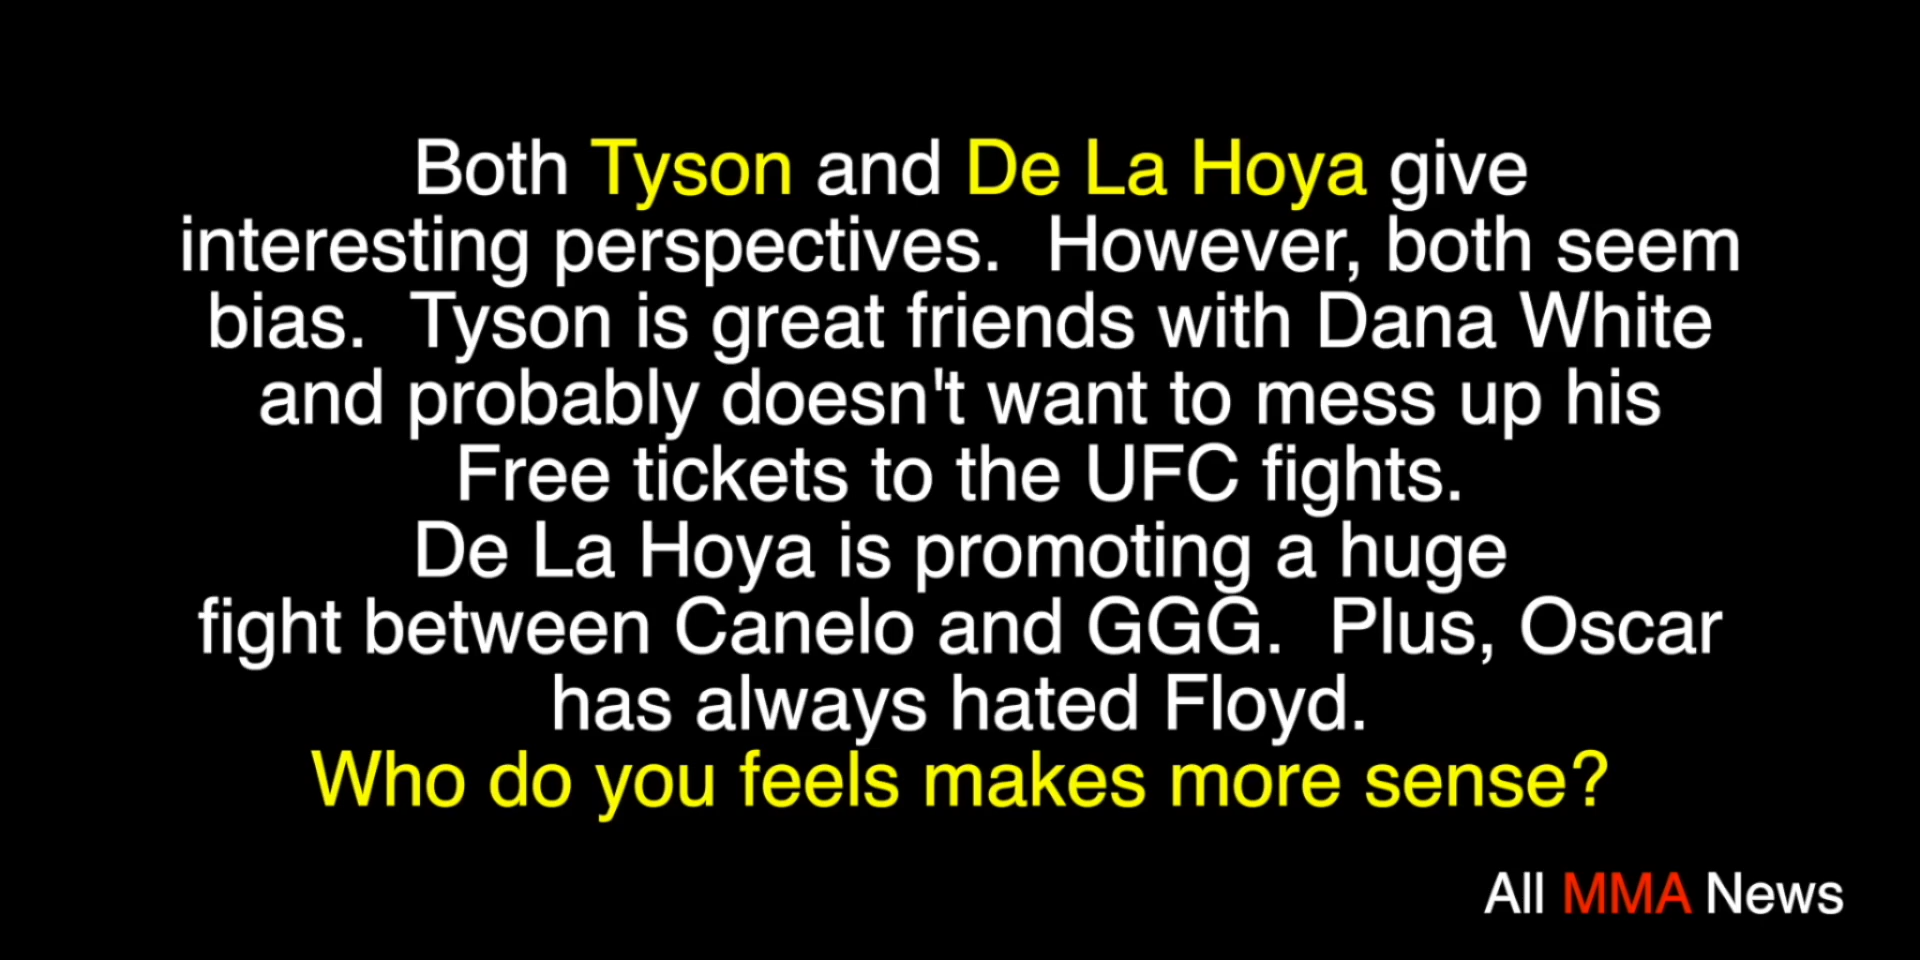 Both Tyson and De La Hoya give
interesting perspectives.  However, both seem
bias.  Tyson is great friends with Dana White
and probably doesn't want to mess up his
Free tickets to the UFC fights.
De La Hoya is promoting a huge
fight between Canelo and GGG.  Plus, Oscar
has always hated Floyd.
Who do you feels makes more sense?
All MMA News